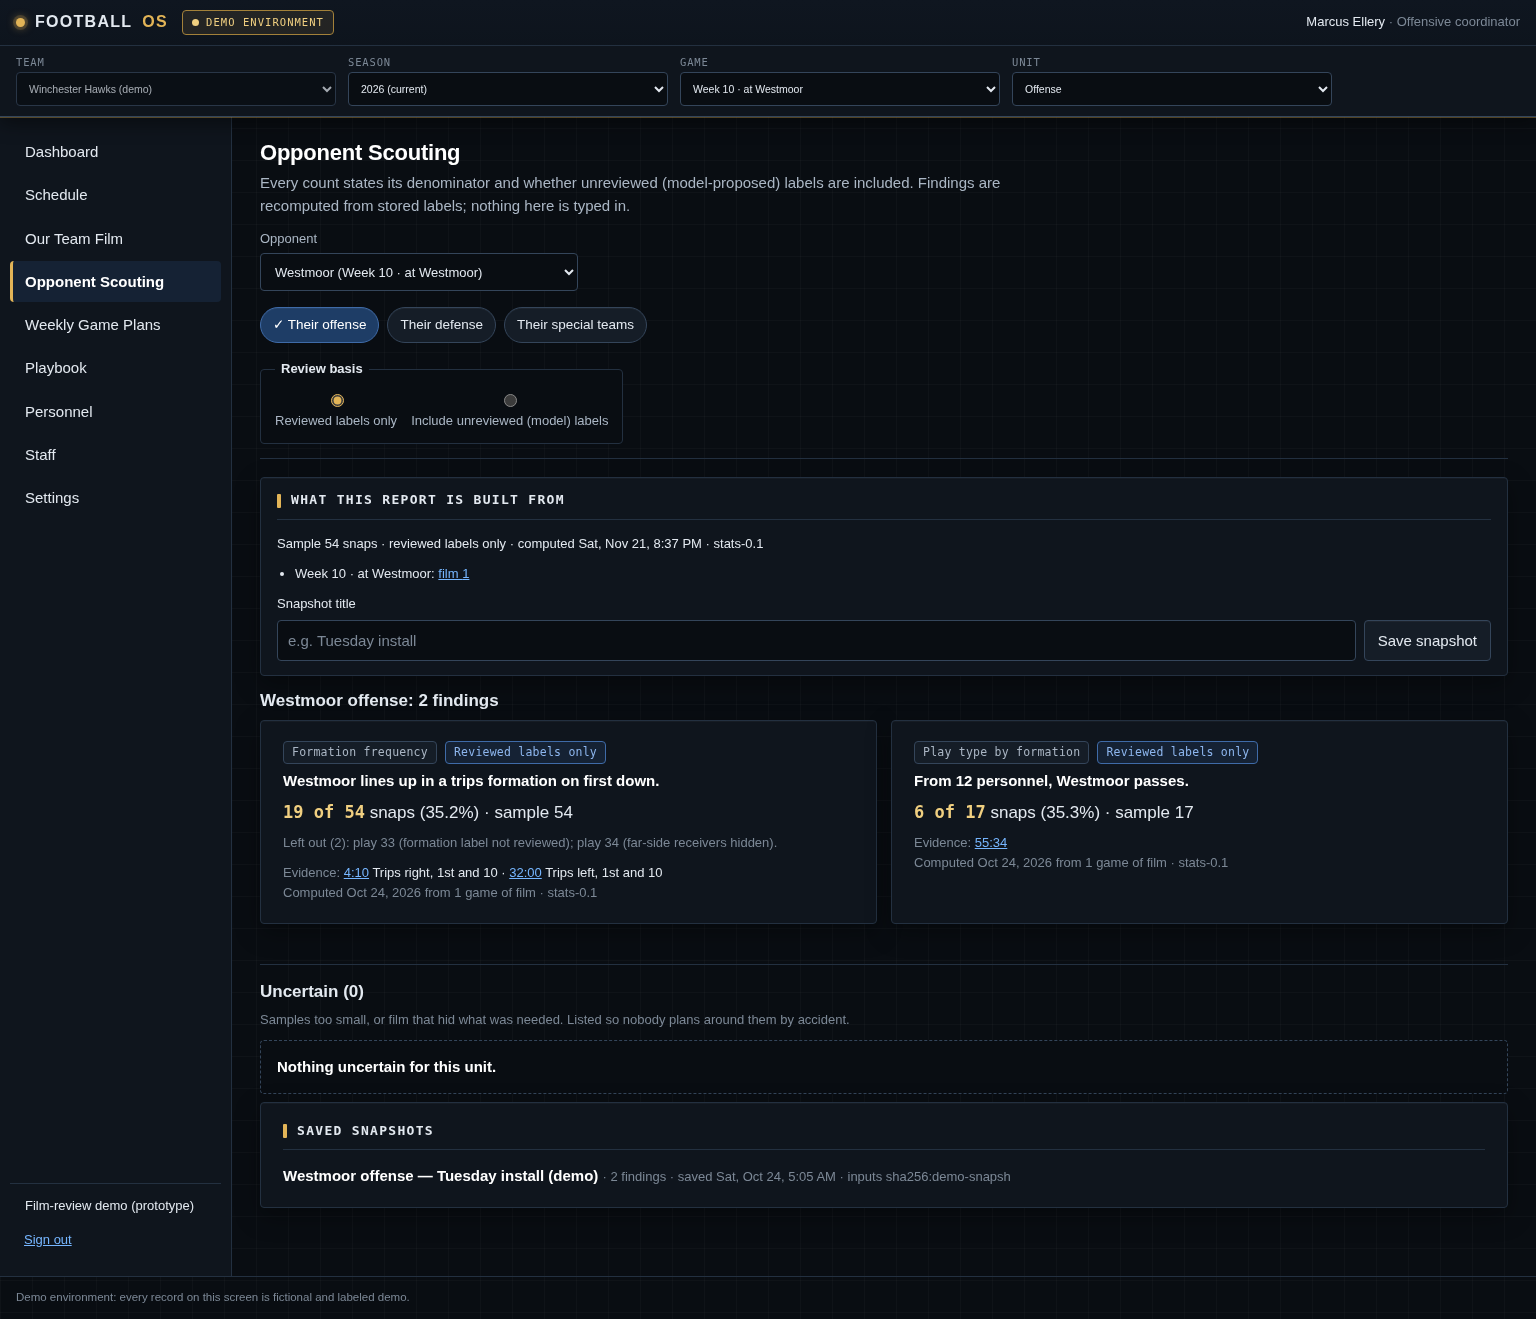 FOOTBALL OS
DEMO ENVIRONMENT
Marcus Ellery · Offensive coordinator
TEAM
Winchester Hawks (demo)
SEASON
2026 (current)
GAME
Week 10 · at Westmoor
UNIT
Offense
Dashboard
Schedule
Our Team Film
Opponent Scouting
Weekly Game Plans
Playbook
Personnel
Staff
Settings
Film-review demo (prototype)
Sign out
Opponent Scouting
Every count states its denominator and whether unreviewed (model-proposed) labels are included. Findings are
recomputed from stored labels; nothing here is typed in.
Opponent
Westmoor (Week 10 · at Westmoor)
✓ Their offense
Their defense
Their special teams
Review basis
Reviewed labels only
Include unreviewed (model) labels
WHAT THIS REPORT IS BUILT FROM
Sample 54 snaps · reviewed labels only · computed Sat, Nov 21, 8:37 PM · stats-0.1
• Week 10 · at Westmoor: film 1
Snapshot title
e.g. Tuesday install
Save snapshot
Westmoor offense: 2 findings
Formation frequency
Reviewed labels only
Westmoor lines up in a trips formation on first down.
19 of 54 snaps (35.2%) · sample 54
Left out (2): play 33 (formation label not reviewed); play 34 (far-side receivers hidden).
Evidence: 4:10 Trips right, 1st and 10 · 32:00 Trips left, 1st and 10
Computed Oct 24, 2026 from 1 game of film · stats-0.1
Play type by formation
Reviewed labels only
From 12 personnel, Westmoor passes.
6 of 17 snaps (35.3%) · sample 17
Evidence: 55:34
Computed Oct 24, 2026 from 1 game of film · stats-0.1
Uncertain (0)
Samples too small, or film that hid what was needed. Listed so nobody plans around them by accident.
Nothing uncertain for this unit.
SAVED SNAPSHOTS
Westmoor offense — Tuesday install (demo) · 2 findings · saved Sat, Oct 24, 5:05 AM · inputs sha256:demo-snapsh
Demo environment: every record on this screen is fictional and labeled demo.